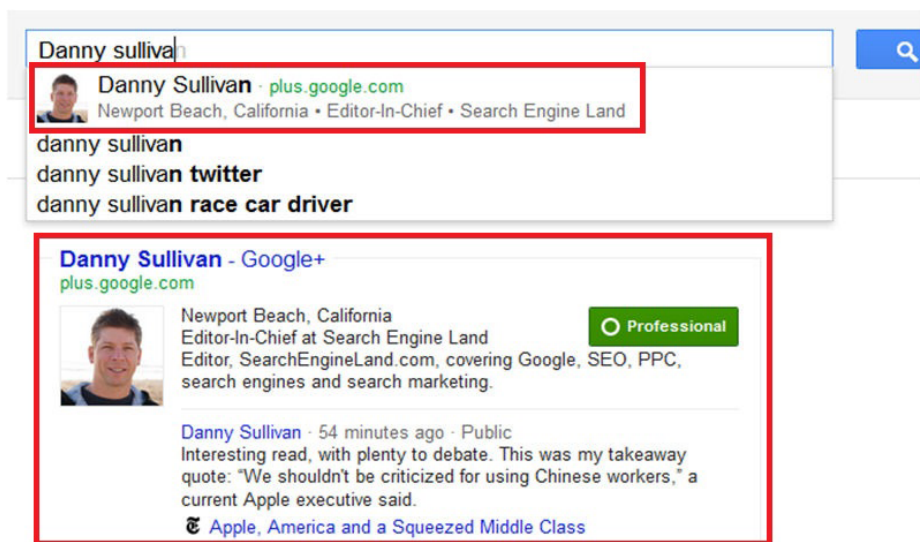 Danny sullivan
Danny Sullivan · plus.google.com
Newport Beach, California • Editor-In-Chief • Search Engine Land
danny sullivan
danny sullivan twitter
danny sullivan race car driver
Danny Sullivan - Google+
plus.google.com
Newport Beach, California
Professional
Editor-In-Chief at Search Engine Land
Editor, SearchEngineLand.com, covering Google, SEO, PPC,
search engines and search marketing.
Danny Sullivan · 54 minutes ago · Public
Interesting read, with plenty to debate. This was my takeaway
quote: “We shouldn't be criticized for using Chinese workers,” a
current Apple executive said.
T Apple, America and a Squeezed Middle Class